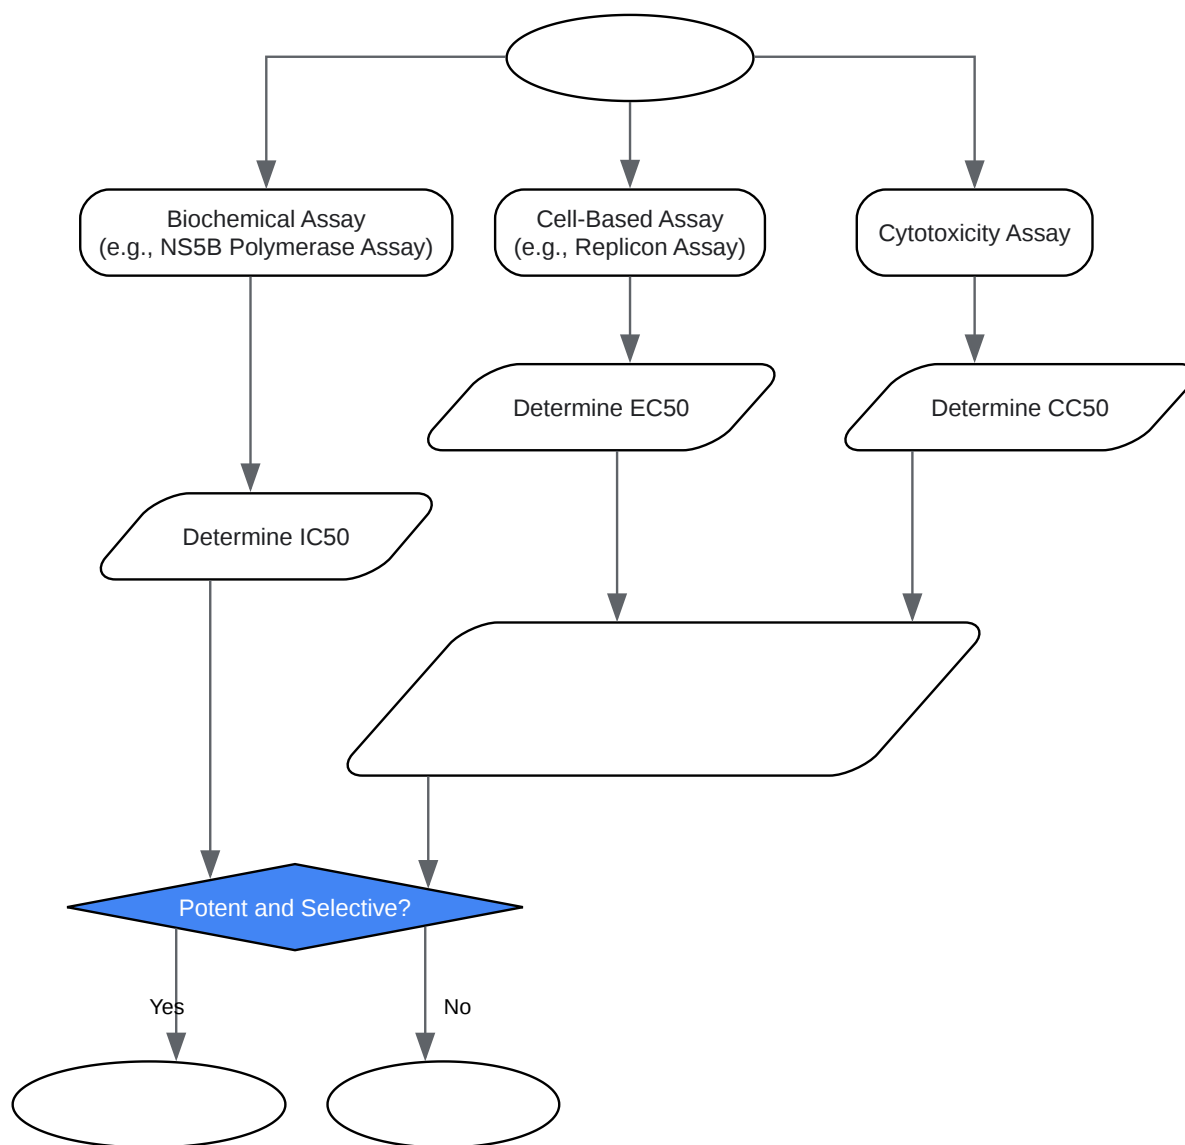 Biochemical Assay
(e.g., NS5B Polymerase Assay)
Cell-Based Assay
(e.g., Replicon Assay)
Cytotoxicity Assay
Determine EC50
Determine CC50
Determine IC50
Potent and Selective?
Yes
No